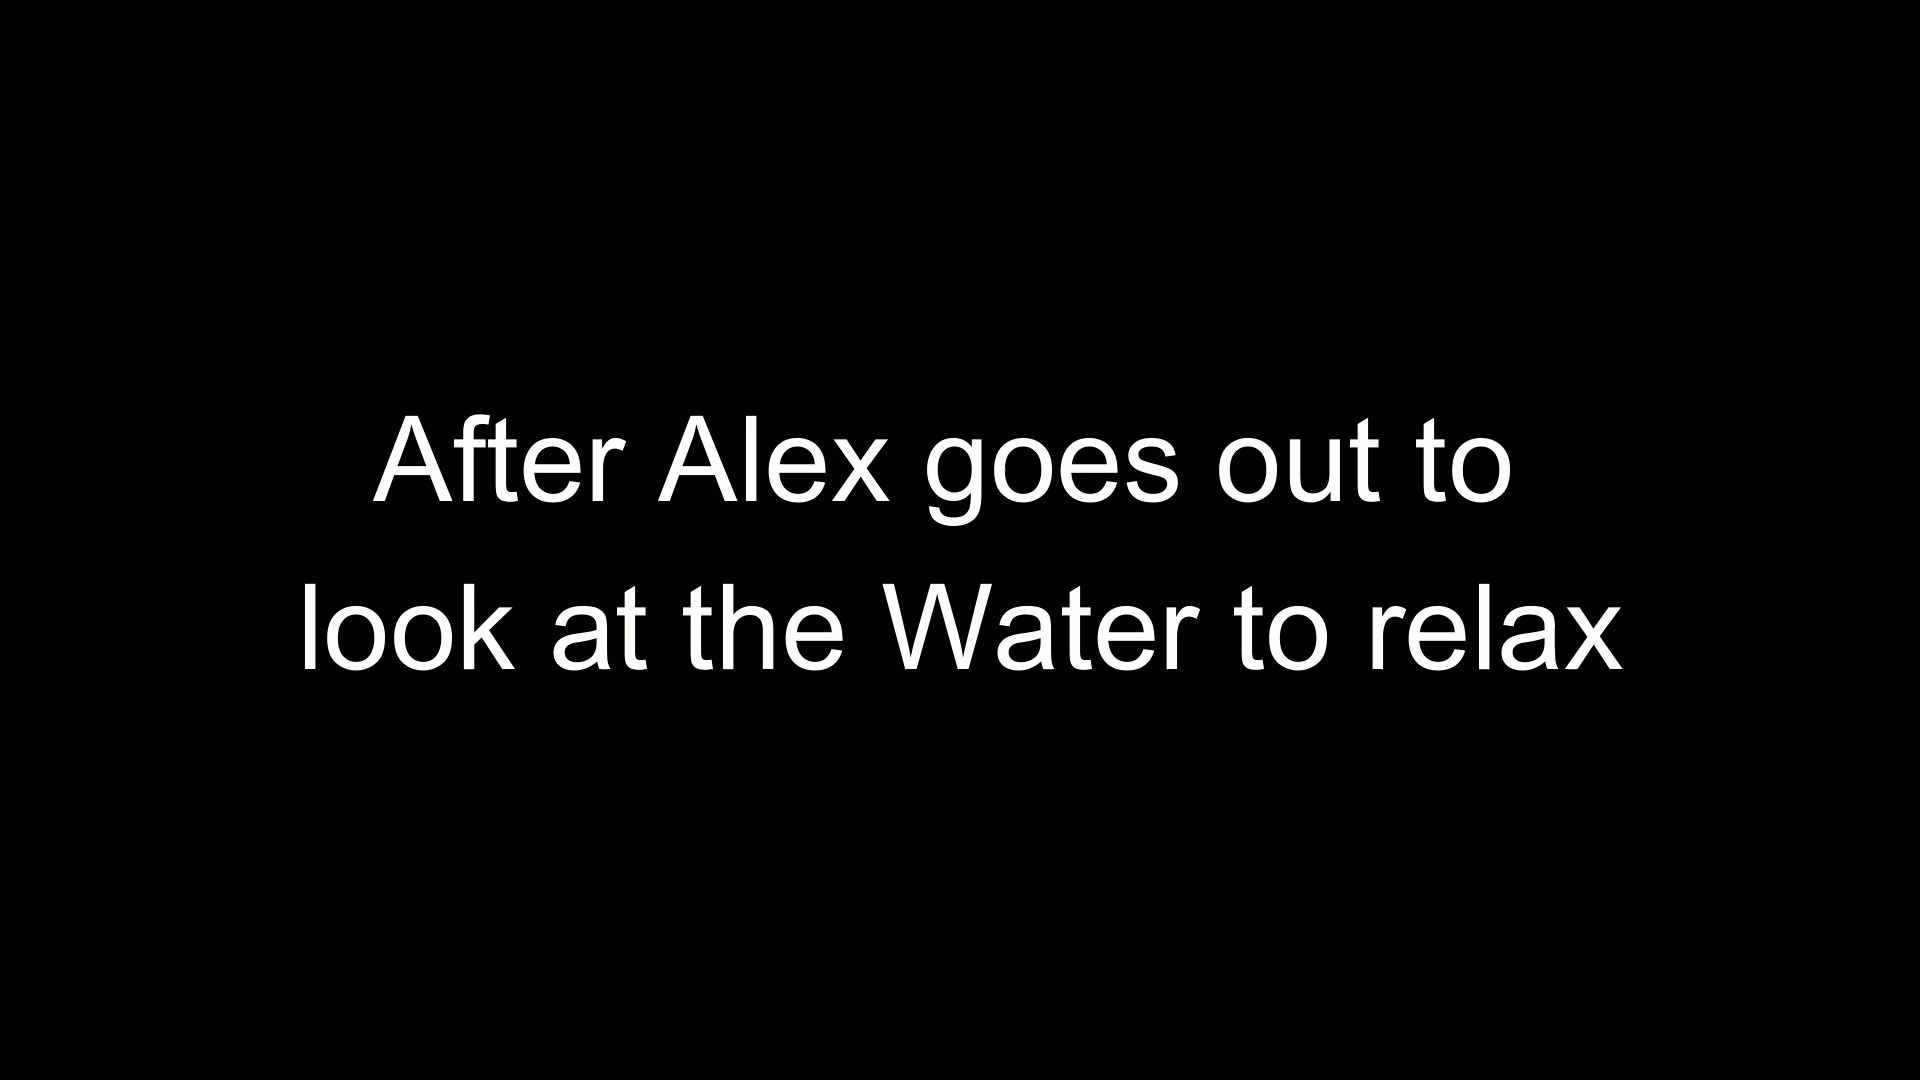 After Alex goes out to
look at the Water to relax